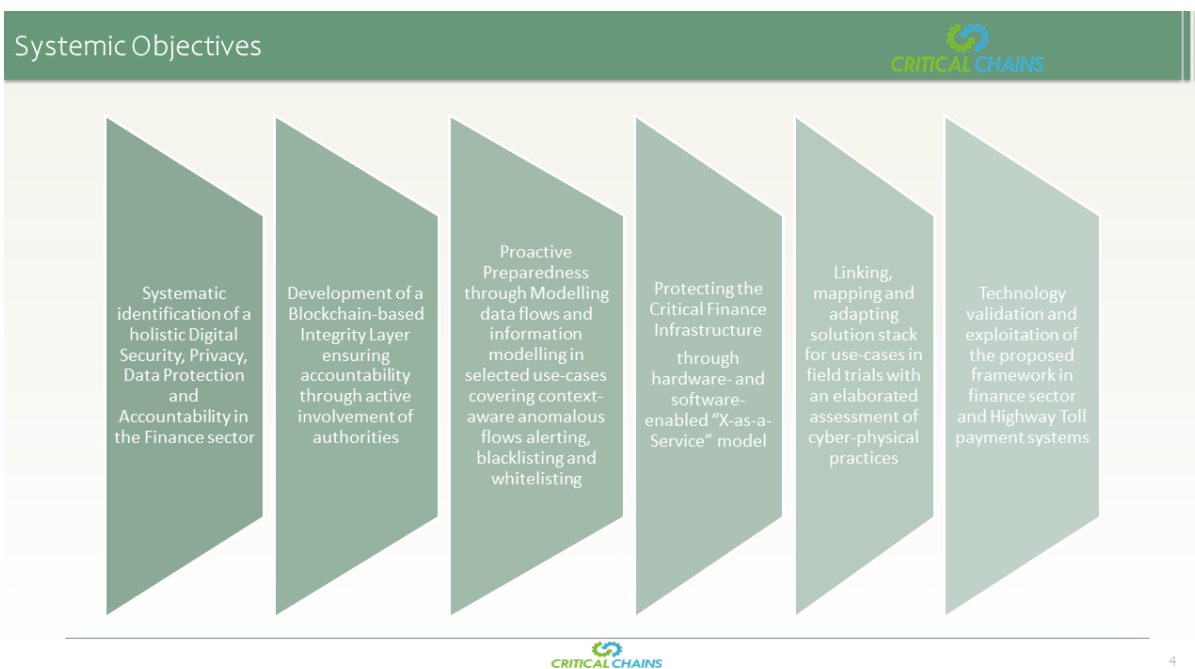 Systemic Objectives
CRITICAL CHAINS
Systematic
identification of a
holistic Digital
Security, Privacy,
Data Protection
and
Accountability in
the Finance sector
Development of a
Blockchain-based
Integrity Layer
ensuring
accountability
through active
involvement of
authorities
Proactive
Preparedness
through Modelling
data flows and
information
modelling in
selected use-cases
covering context-
aware anomalous
flows alerting,
blacklisting and
whitelisting
Protecting the
Critical Finance
Infrastructure
through
hardware- and
software-
enabled “X-as-a-
Service” model
Linking,
mapping and
adapting
solution stack
for use-cases in
field trials with
an elaborated
assessment of
cyber-physical
practices
Technology
validation and
exploitation of
the proposed
framework in
finance sector
and Highway Toll
payment systems
CRITICAL CHAINS
4